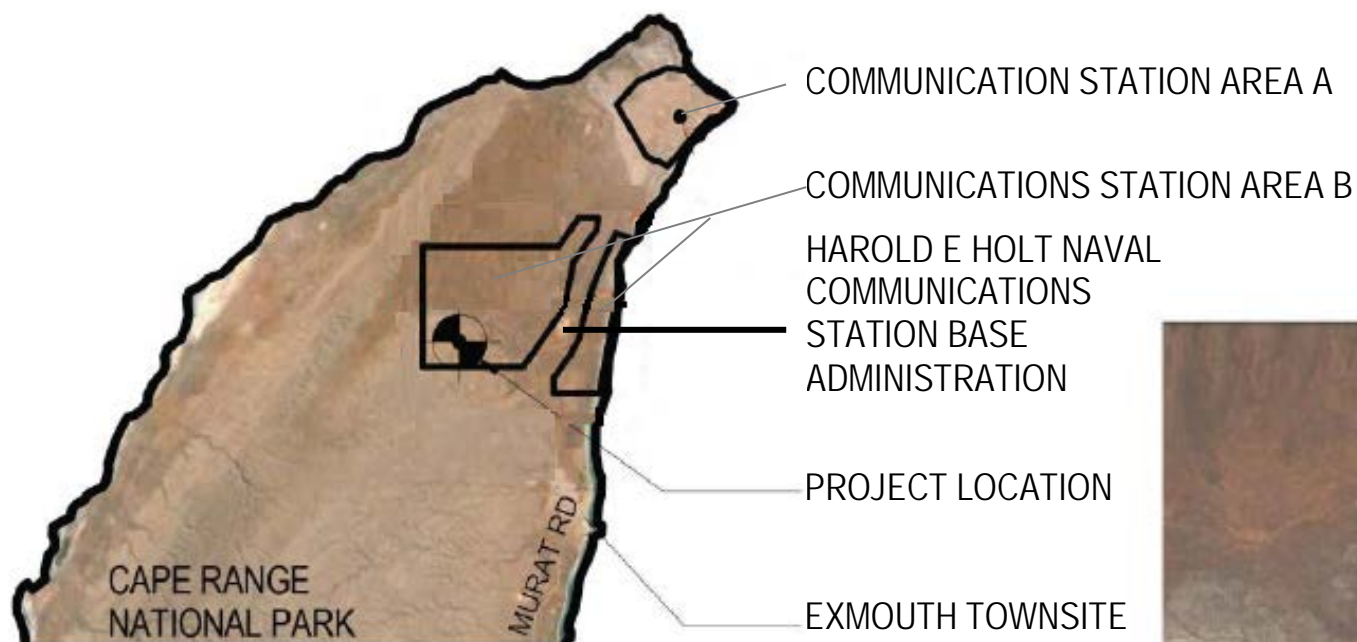 COMMUNICATION STATION AREA A
COMMUNICATIONS STATION AREA B
HAROLD E HOLT NAVAL
COMMUNICATIONS
STATION BASE
ADMINISTRATION
PROJECT LOCATION
EXMOUTH TOWNSITE
MURAT RD
CAPE RANGE
NATIONAL PARK